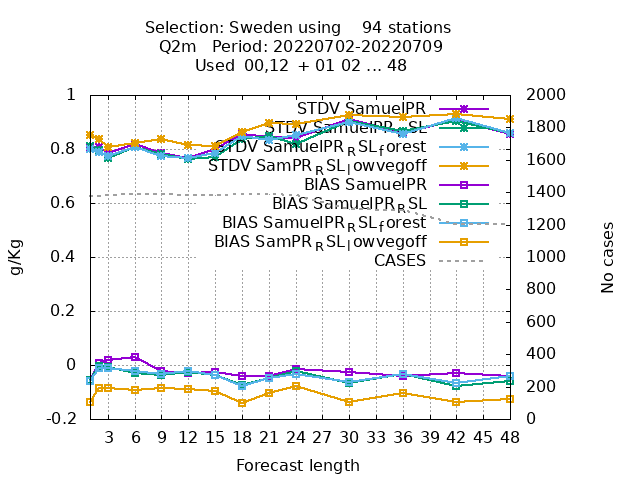 Selection: Sweden using    94 stations
Q2m   Period: 20220702-20220709
Used  00,12  + 01 02 ... 48
STDV SamuelPR
STDV SamuelPR_RSL
STDV SamuelPR_RSL_forest
STDV SamPR_RSL_lowvegoff
BIAS SamuelPR
BIAS SamuelPR_RSL
BIAS SamuelPR_RSL_forest
BIAS SamPR_RSL_lowvegoff
CASES
1
0.8
0.6
0.4
0.2
0
-0.2
g/Kg
2000
1800
1600
1400
1200
1000
800
600
400
200
0
No cases
3 6 9 12 15 18 21 24 27 30 33 36 39 42 45 48
Forecast length